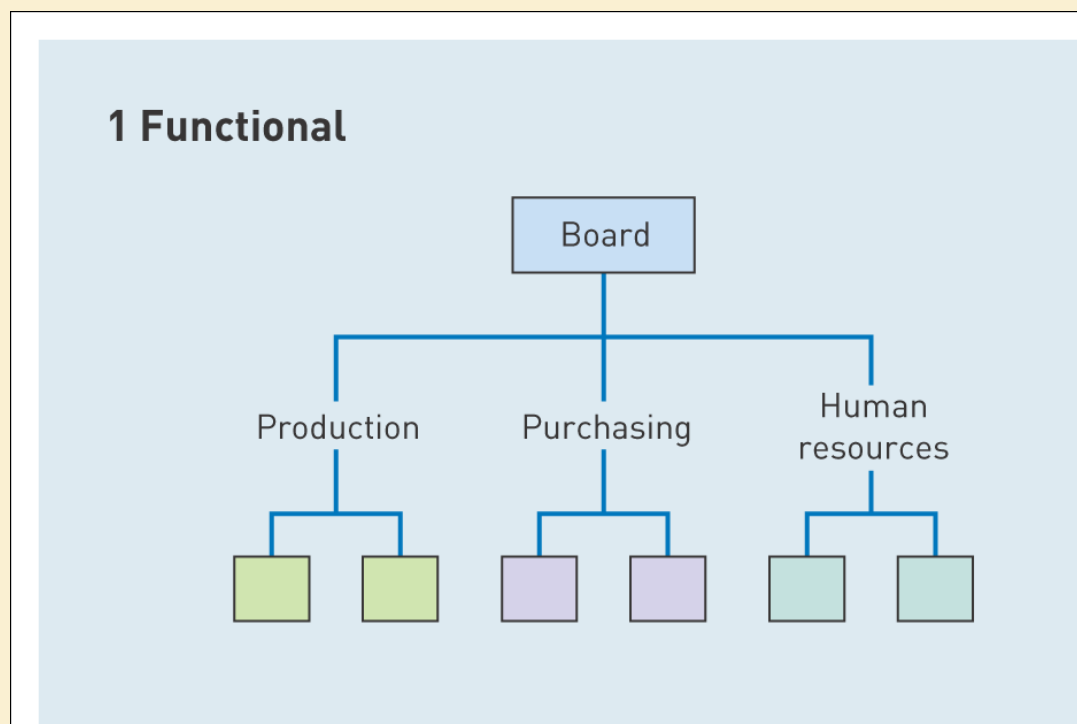 1 Functional
Board
Production
Purchasing
Human
resources